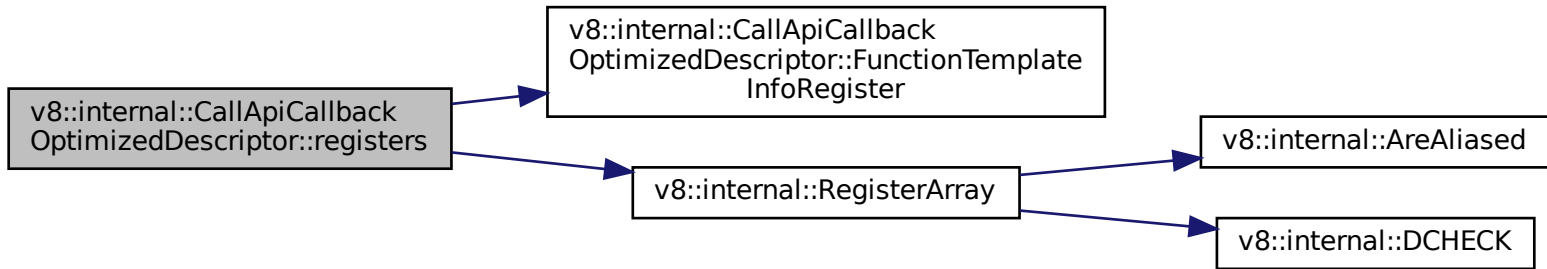 v8::internal::CallApiCallback
OptimizedDescriptor::registers
v8::internal::CallApiCallback
OptimizedDescriptor::FunctionTemplate
InfoRegister
v8::internal::RegisterArray
v8::internal::AreAliased
v8::internal::DCHECK